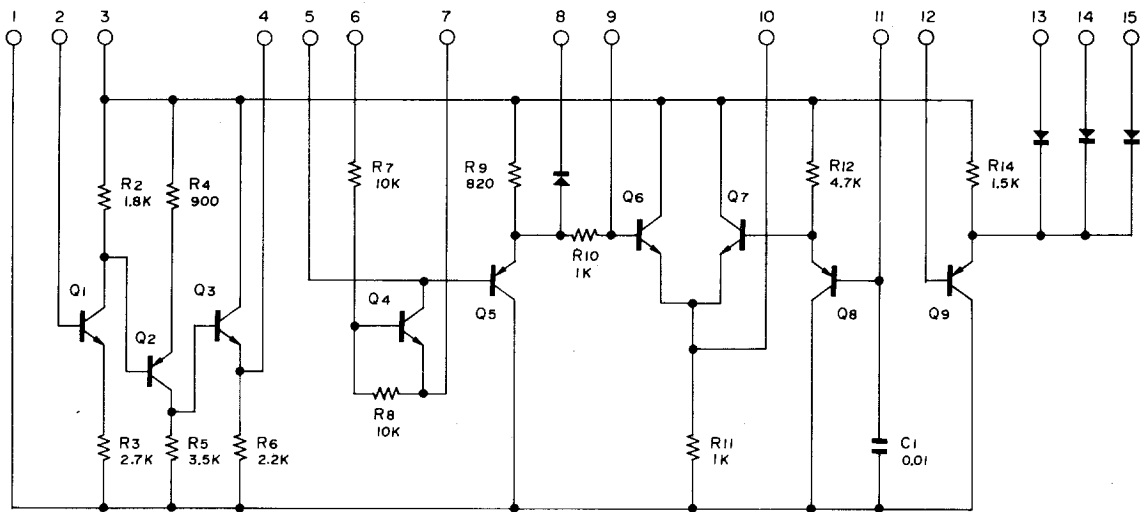 1 2 3 4 5 6 7 8 9 10 11 12 13 14 15
R2
1.8K
R4
900
R7
10K
R9
820
R12
4.7K
R14
1.5K
Q6
Q7
R10
1K
Q1
Q2
Q3
Q4
Q5
Q8
Q9
R8
10K
R3
2.7K
R5
3.5K
R6
2.2K
R11
1K
C1
0.01